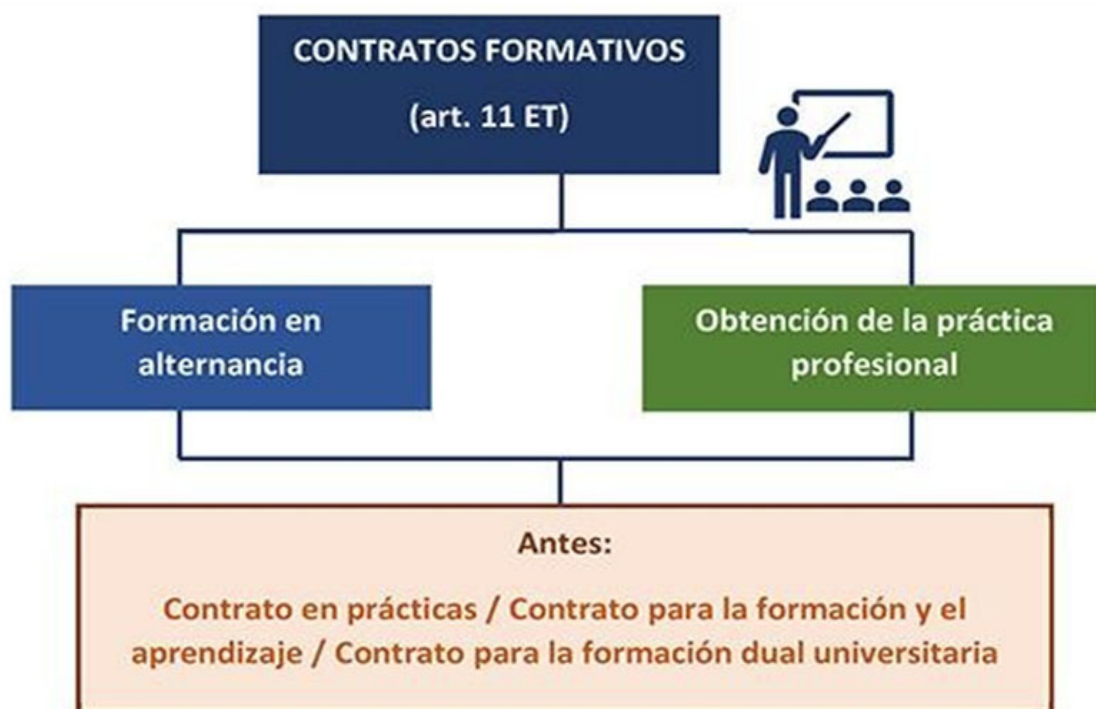 CONTRATOS FORMATIVOS
(art. 11 ET)
Formación en
alternancia
Obtención de la práctica
profesional
Antes:
Contrato en prácticas / Contrato para la formación y el
aprendizaje / Contrato para la formación dual universitaria